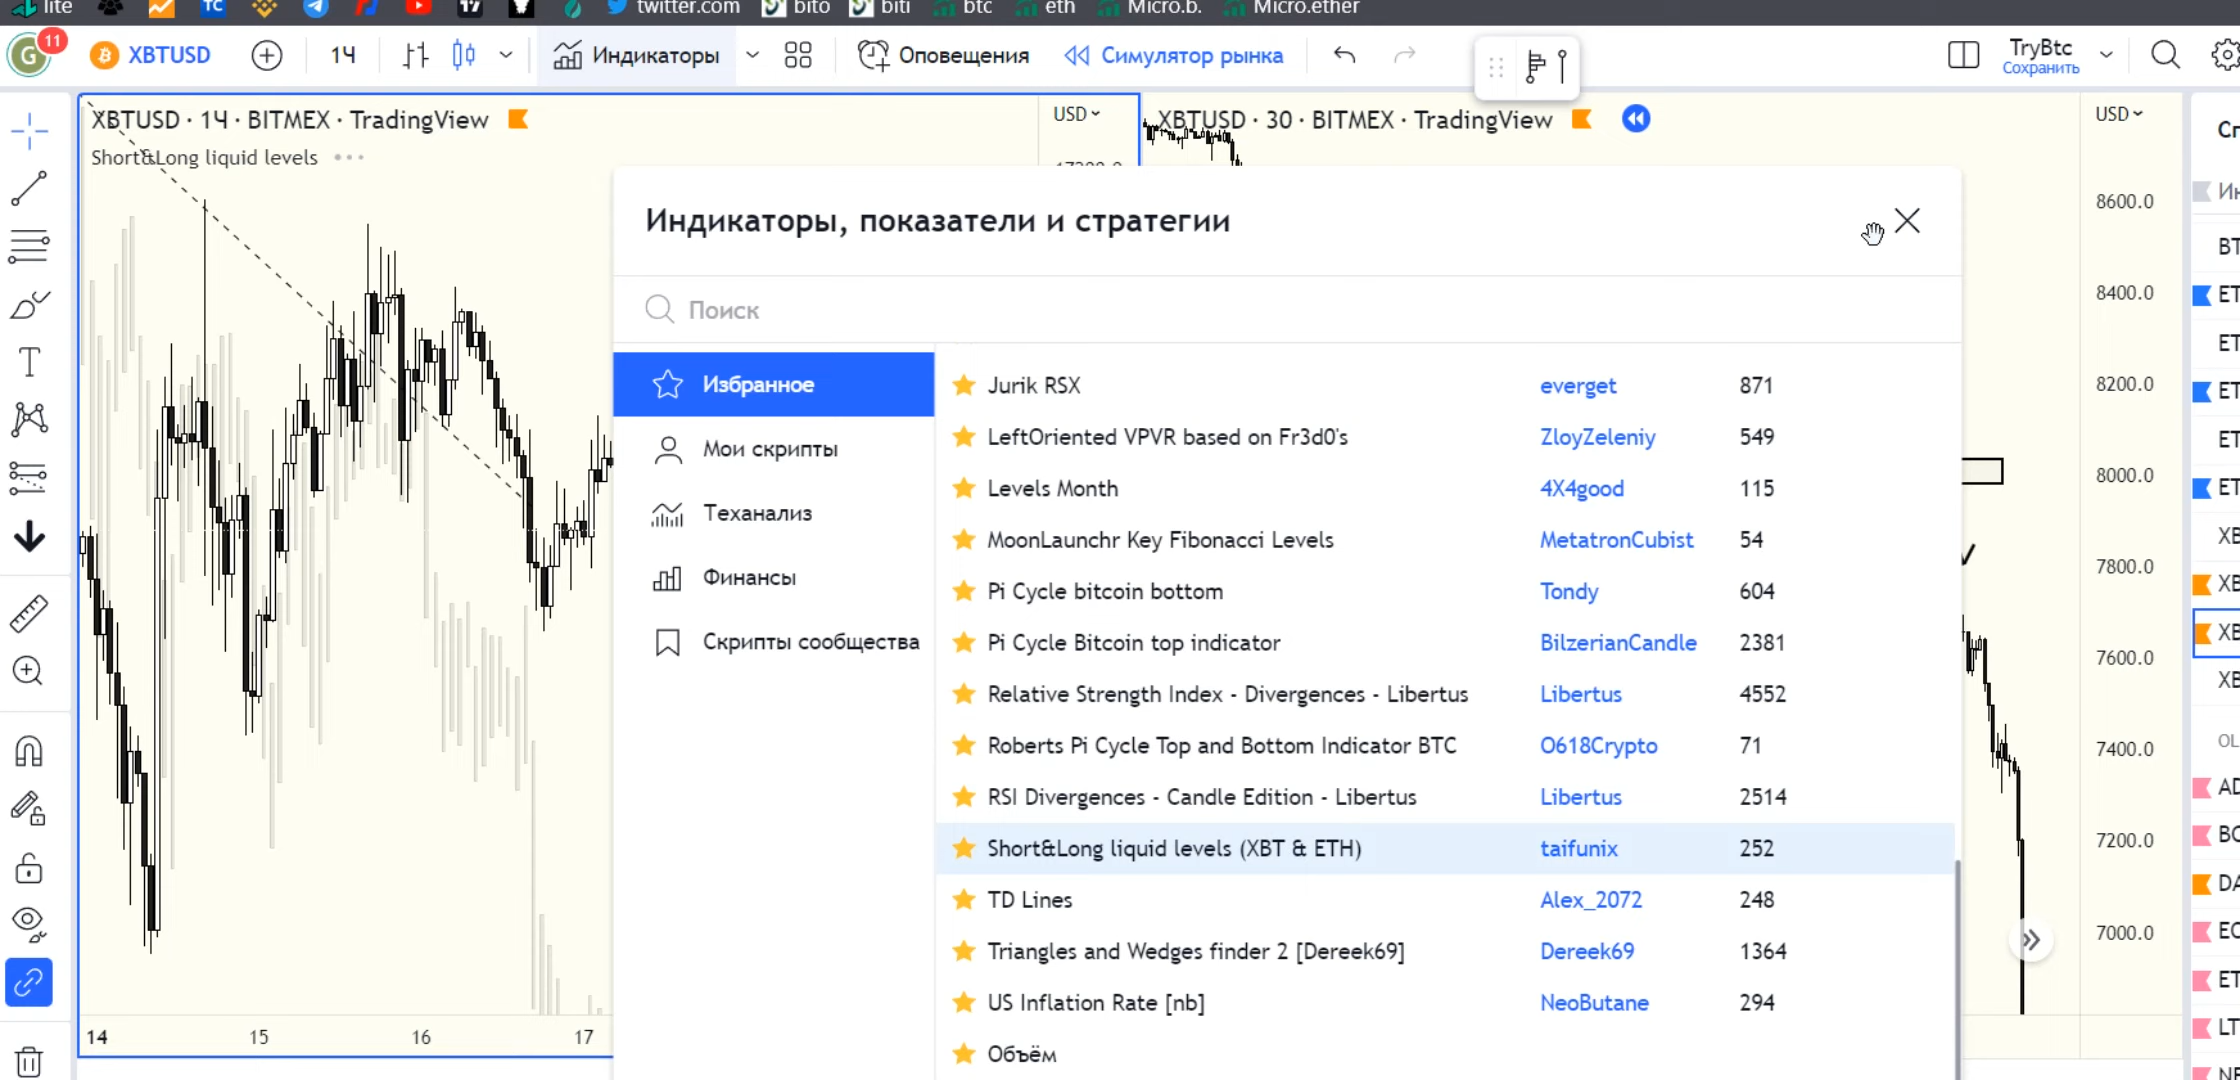 lite TC 17 twitter.com bito biti btc eth Micro.b. Micro.ether
G 11 XBTUSD 1Ч Индикаторы Оповещения Симулятор рынка TryBtc
Сохранить
XBTUSD · 1Ч · BITMEX · TradingView USD
Short&Long liquid levels
XBTUSD · 30 · BITMEX · TradingView USD
Индикаторы, показатели и стратегии
Поиск
Избранное
Мои скрипты
Теханализ
Финансы
Скрипты сообщества
Jurik RSX everget 871
LeftOriented VPVR based on Fr3d0's ZloyZeleniy 549
Levels Month 4X4good 115
MoonLaunchr Key Fibonacci Levels MetatronCubist 54
Pi Cycle bitcoin bottom Tondy 604
Pi Cycle Bitcoin top indicator BilzerianCandle 2381
Relative Strength Index - Divergences - Libertus Libertus 4552
Roberts Pi Cycle Top and Bottom Indicator BTC O618Crypto 71
RSI Divergences - Candle Edition - Libertus Libertus 2514
Short&Long liquid levels (XBT & ETH) taifunix 252
TD Lines Alex_2072 248
Triangles and Wedges finder 2 [Dereek69] Dereek69 1364
US Inflation Rate [nb] NeoButane 294
Объём
14 15 16 17
8600.0
8400.0
8200.0
8000.0
7800.0
7600.0
7400.0
7200.0
7000.0